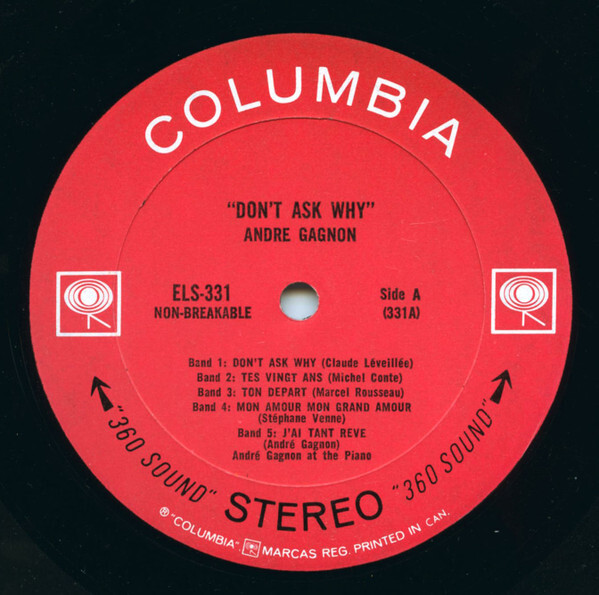 COLUMBIA
"DON'T ASK WHY"
ANDRE GAGNON
ELS-331
NON-BREAKABLE
Side A
(331A)
Band 1: DON'T ASK WHY (Claude Léveillée)
Band 2: TES VINGT ANS (Michel Conte)
Band 3: TON DEPART (Marcel Rousseau)
Band 4: MON AMOUR MON GRAND AMOUR
(Stéphane Venne)
Band 5: J'AI TANT REVE
(André Gagnon)
André Gagnon at the Piano
"360 SOUND" STEREO "360 SOUND"
® "COLUMBIA", MARCAS REG. PRINTED IN CAN.